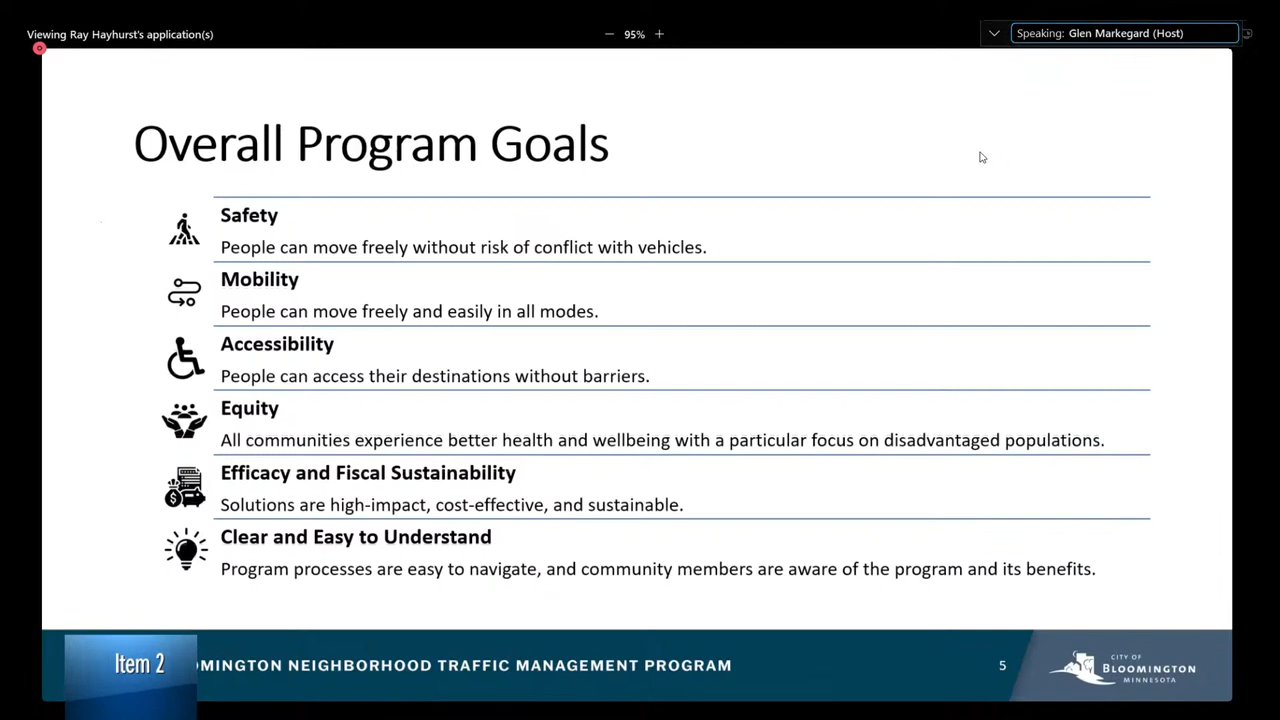 Viewing Ray Hayhurst's application(s)
95%
Speaking: Glen Markegard (Host)
Overall Program Goals
Safety
People can move freely without risk of conflict with vehicles.
Mobility
People can move freely and easily in all modes.
Accessibility
People can access their destinations without barriers.
Equity
All communities experience better health and wellbeing with a particular focus on disadvantaged populations.
Efficacy and Fiscal Sustainability
Solutions are high-impact, cost-effective, and sustainable.
Clear and Easy to Understand
Program processes are easy to navigate, and community members are aware of the program and its benefits.
Item 2
OMINGTON NEIGHBORHOOD TRAFFIC MANAGEMENT PROGRAM
5
CITY OF
BLOOMINGTON
MINNESOTA